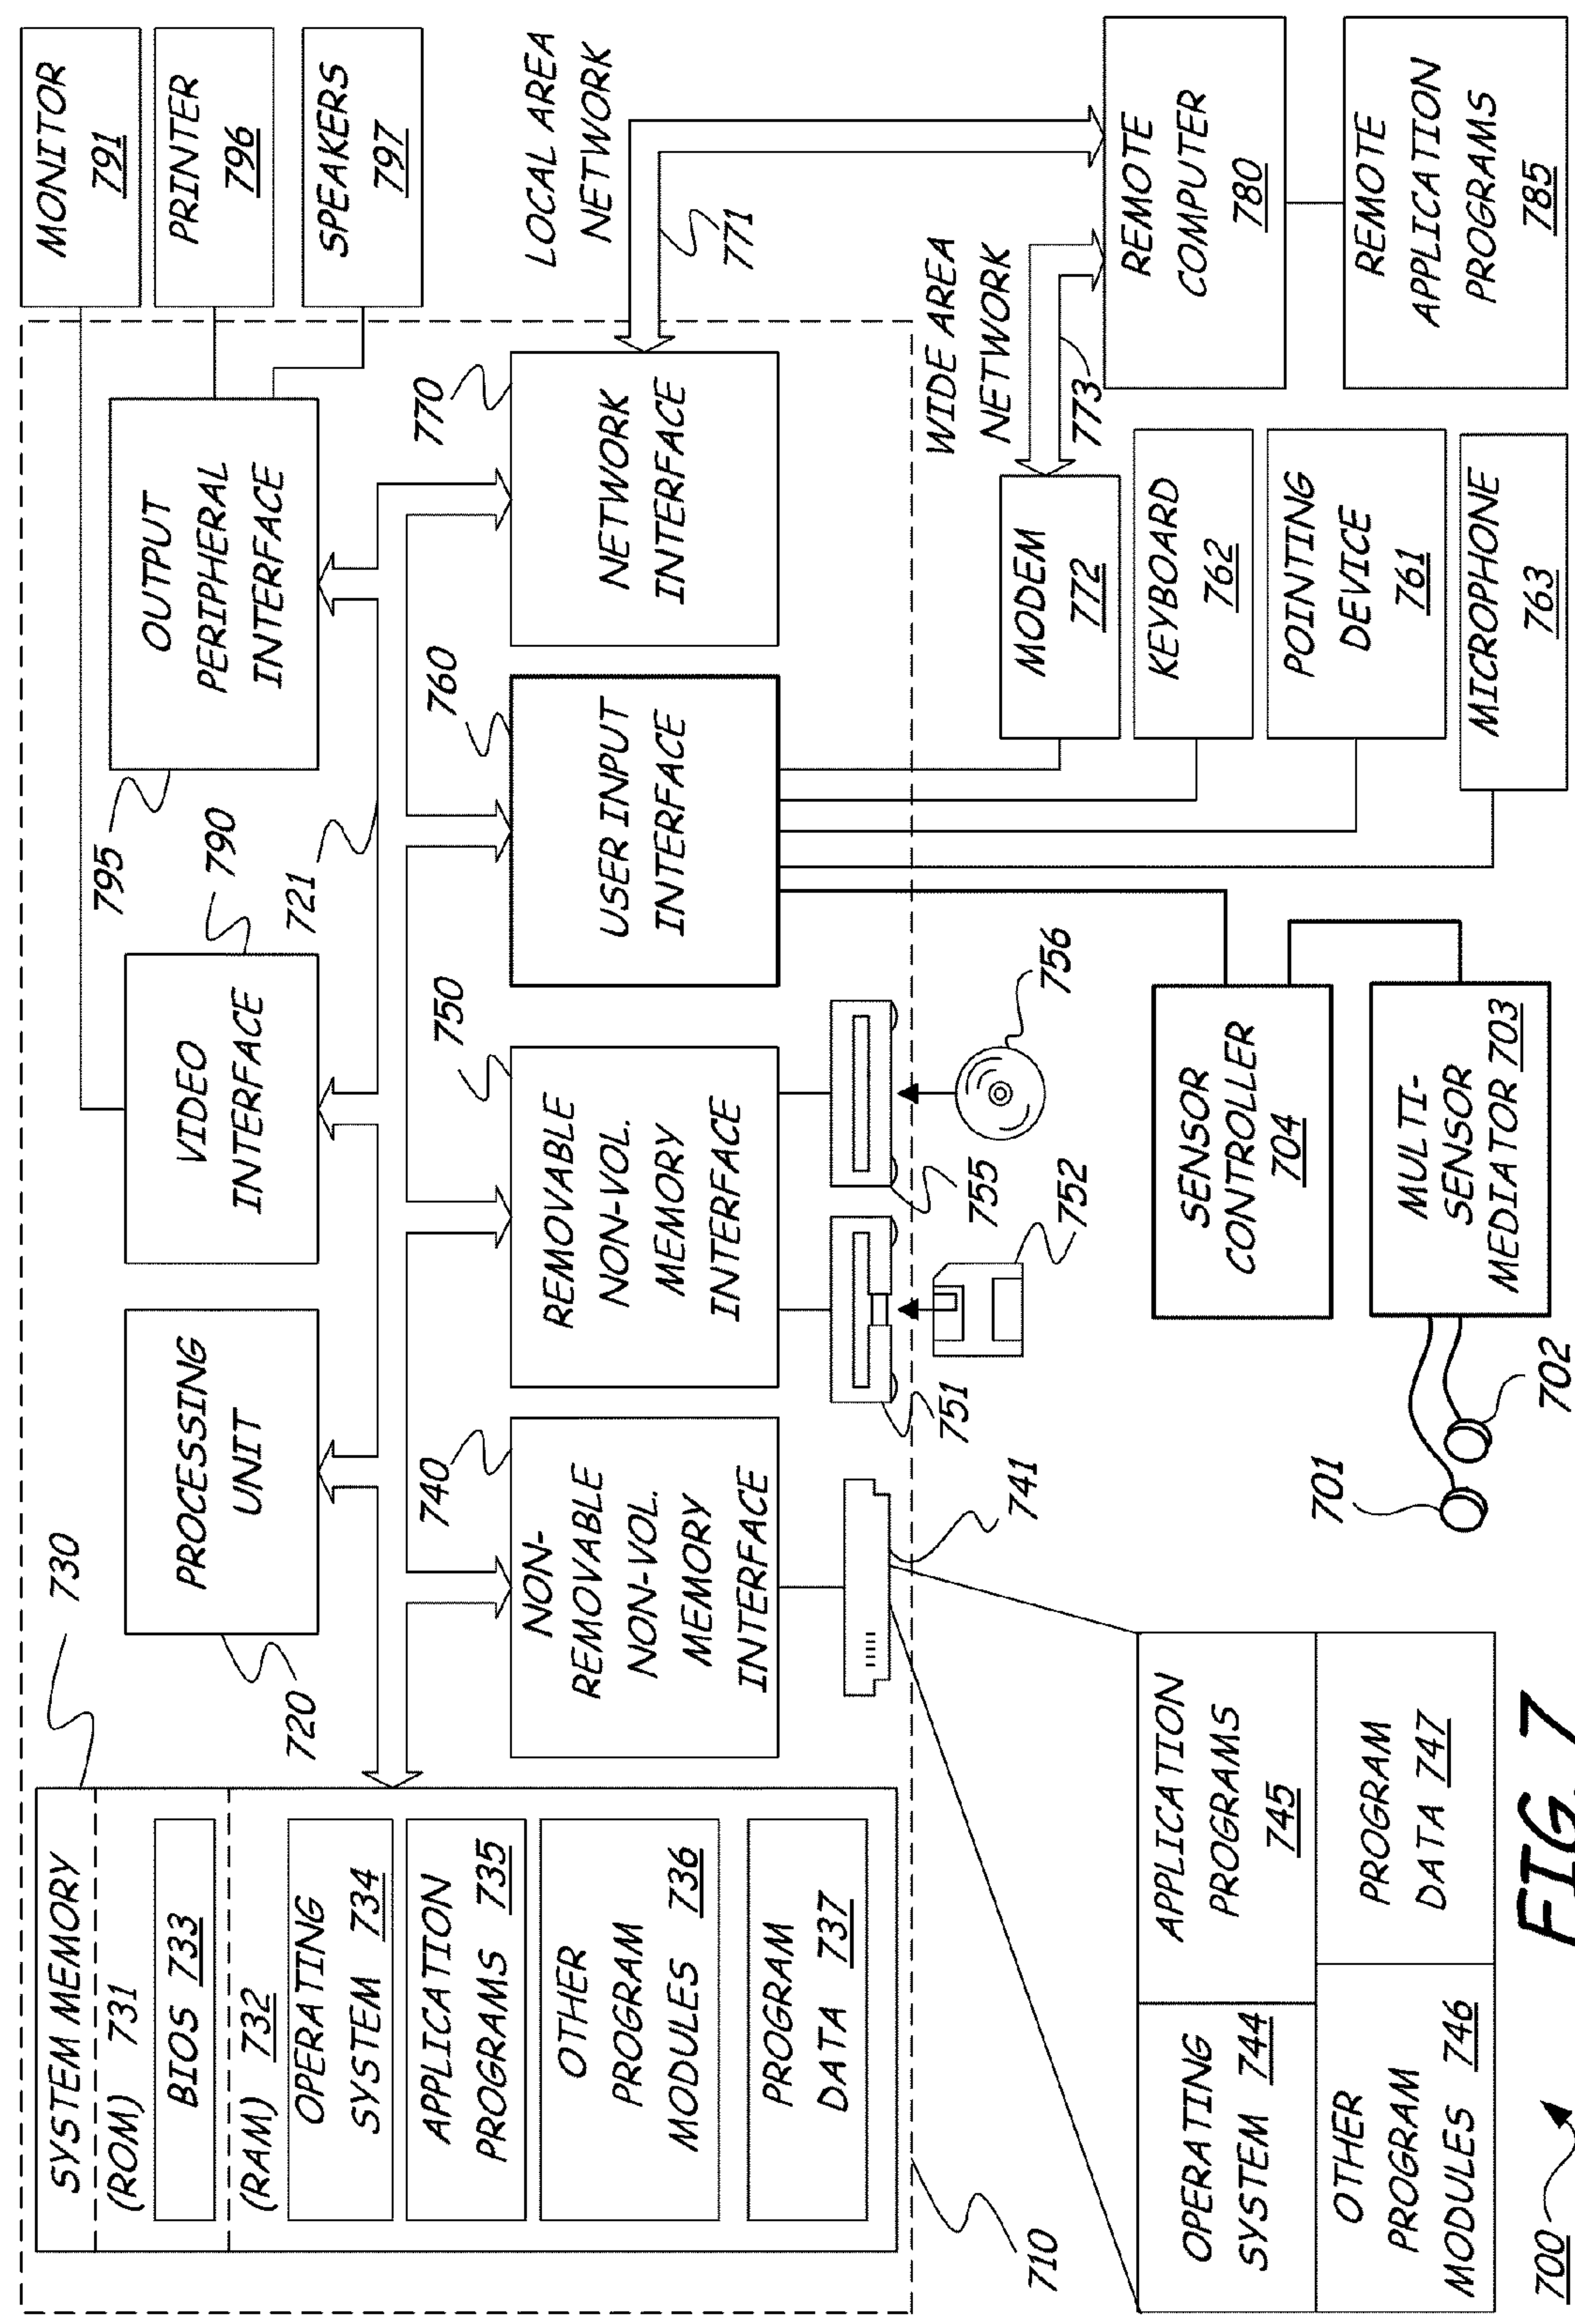 SYSTEM MEMORY
(ROM) 731
BIOS 733
(RAM) 732
OPERATING
SYSTEM 734
APPLICATION
PROGRAMS 735
OTHER
PROGRAM
MODULES 736
PROGRAM
DATA 737
730
PROCESSING
UNIT
720
VIDEO
INTERFACE
790
OUTPUT
PERIPHERAL
INTERFACE
795
721
MONITOR
791
PRINTER
796
SPEAKERS
797
740
NON-
REMOVABLE
NON-VOL.
MEMORY
INTERFACE
750
REMOVABLE
NON-VOL.
MEMORY
INTERFACE
760
USER INPUT
INTERFACE
770
NETWORK
INTERFACE
LOCAL AREA
NETWORK
771
710
741
751
752
755
756
WIDE AREA
NETWORK
773
MODEM
772
KEYBOARD
762
POINTING
DEVICE
761
MICROPHONE
763
REMOTE
COMPUTER
780
REMOTE
APPLICATION
PROGRAMS
785
OPERATING
SYSTEM 744
APPLICATION
PROGRAMS
745
OTHER
PROGRAM
MODULES 746
PROGRAM
DATA 747
SENSOR
CONTROLLER
704
MULTI-
SENSOR
MEDIATOR 703
701
702
700
FIG. 7